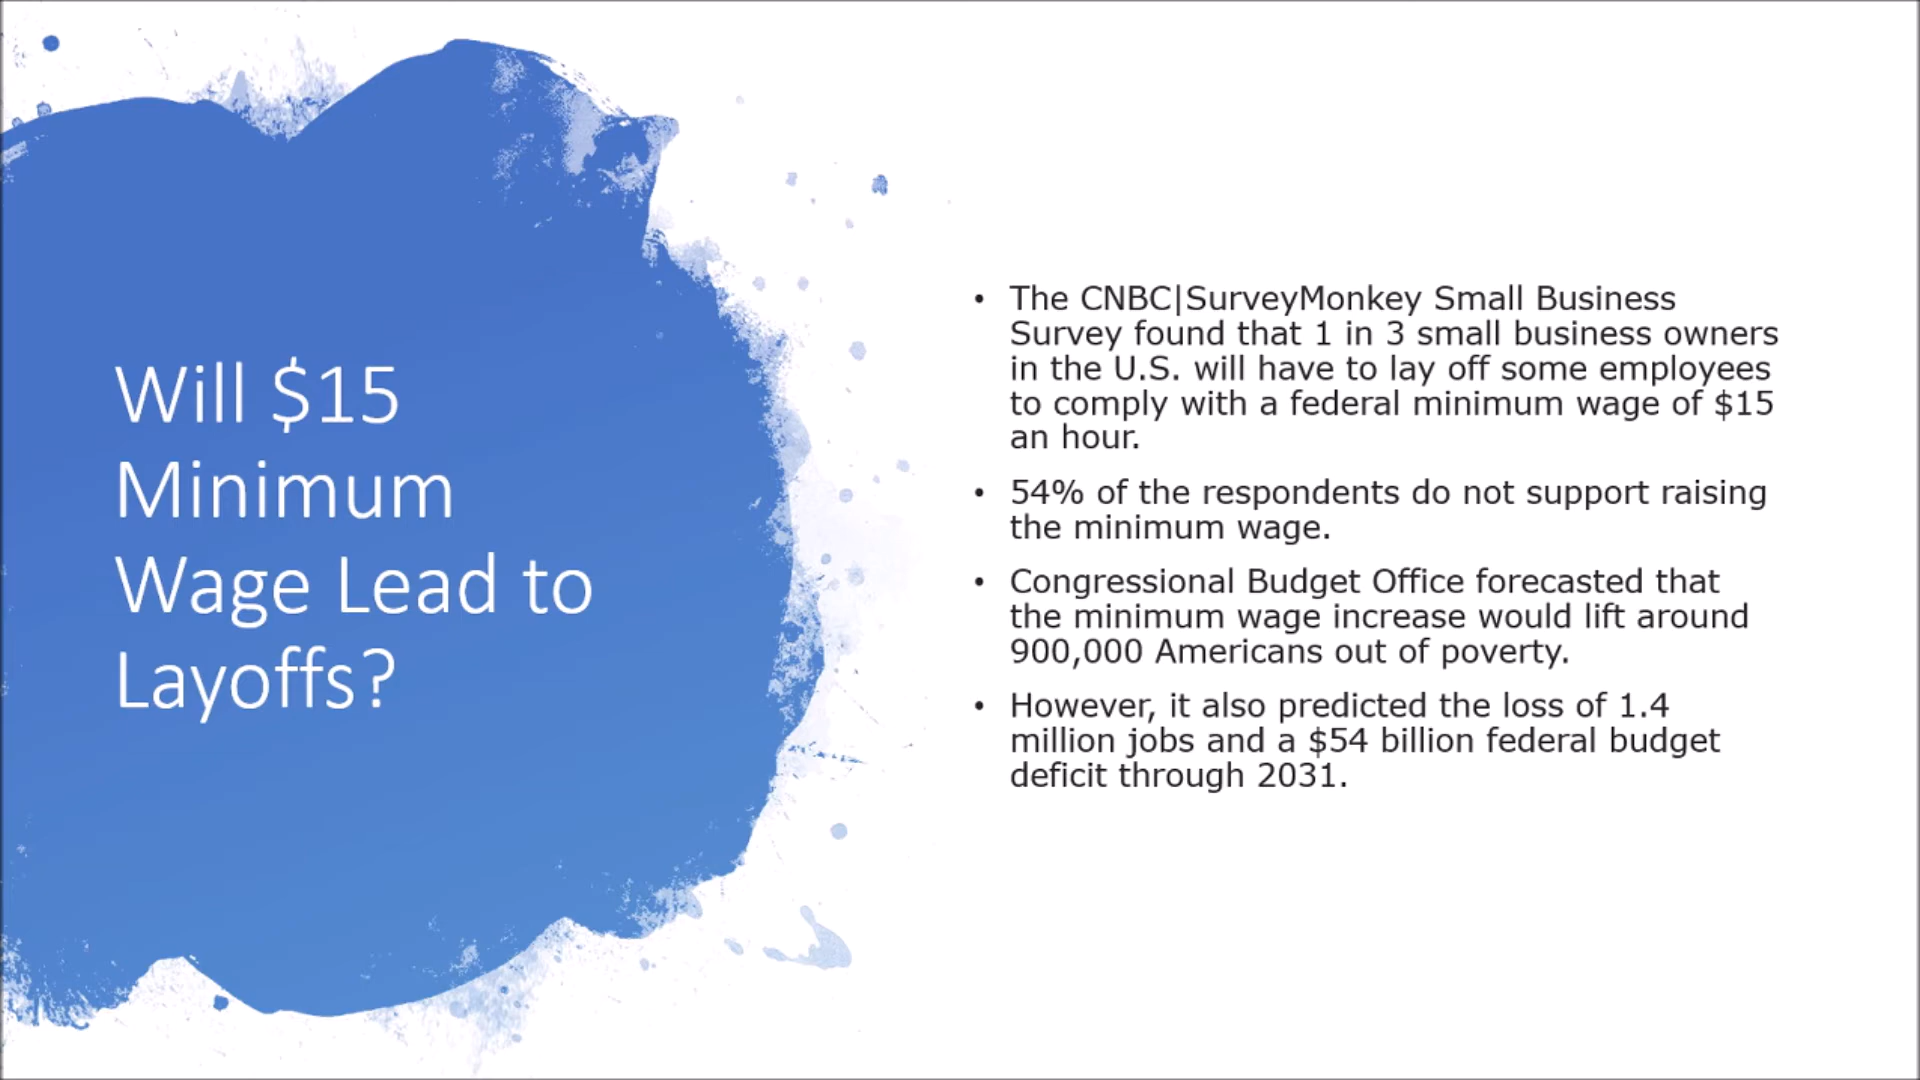 Will $15
Minimum
Wage Lead to
Layoffs?
• The CNBC|SurveyMonkey Small Business
Survey found that 1 in 3 small business owners
in the U.S. will have to lay off some employees
to comply with a federal minimum wage of $15
an hour.
• 54% of the respondents do not support raising
the minimum wage.
• Congressional Budget Office forecasted that
the minimum wage increase would lift around
900,000 Americans out of poverty.
• However, it also predicted the loss of 1.4
million jobs and a $54 billion federal budget
deficit through 2031.